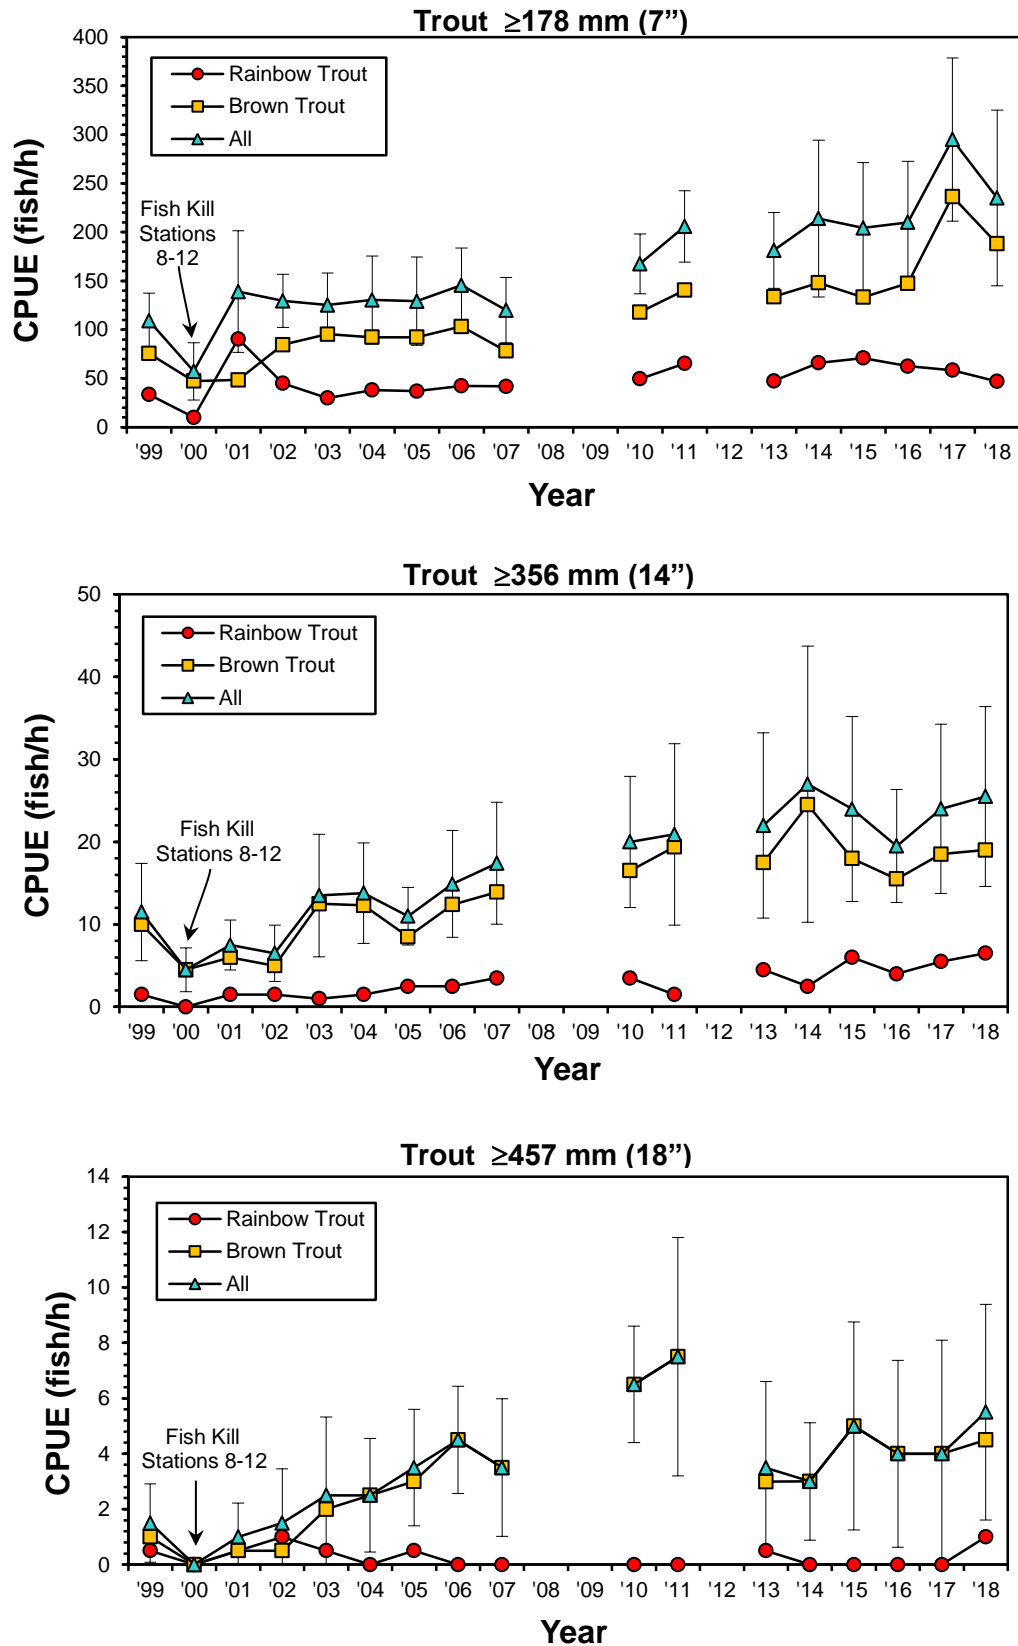 Trout ≥178 mm (7”)
400
350
300
250
200
150
100
50
0
CPUE (fish/h)
Rainbow Trout
Brown Trout
All
Fish Kill
Stations
8-12
'99 '00 '01 '02 '03 '04 '05 '06 '07 '08 '09 '10 '11 '12 '13 '14 '15 '16 '17 '18
Year
Trout ≥356 mm (14”)
50
40
30
20
10
0
CPUE (fish/h)
Rainbow Trout
Brown Trout
All
Fish Kill
Stations 8-12
'99 '00 '01 '02 '03 '04 '05 '06 '07 '08 '09 '10 '11 '12 '13 '14 '15 '16 '17 '18
Year
Trout ≥457 mm (18”)
14
12
10
8
6
4
2
0
CPUE (fish/h)
Rainbow Trout
Brown Trout
All
Fish Kill
Stations 8-12
'99 '00 '01 '02 '03 '04 '05 '06 '07 '08 '09 '10 '11 '12 '13 '14 '15 '16 '17 '18
Year